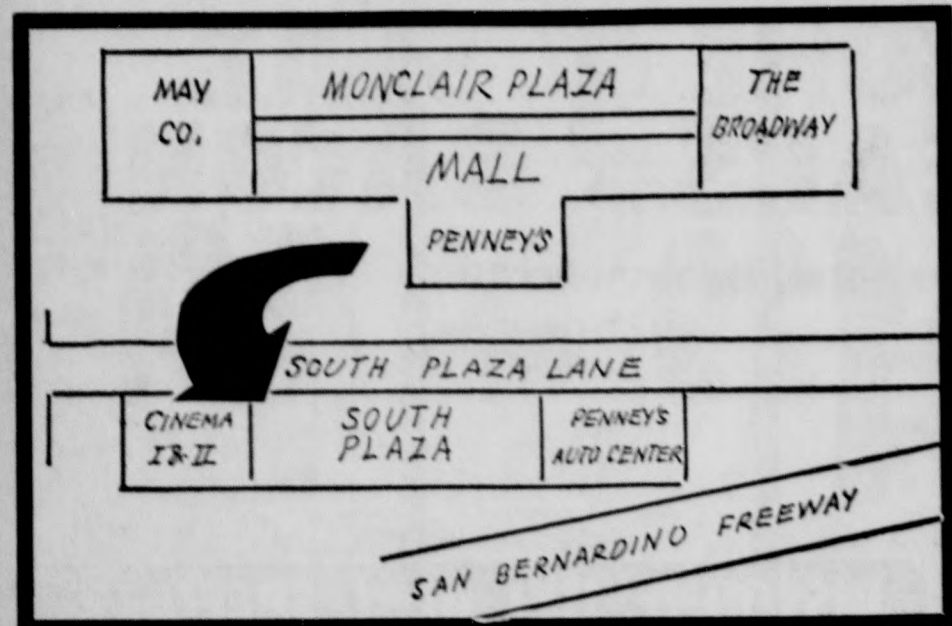 MAY
CO.
MONCLAIR PLAZA
MALL
THE
BROADWAY
PENNEY'S
SOUTH PLAZA LANE
CINEMA
I & II
SOUTH
PLAZA
PENNEY'S
AUTO CENTER
SAN BERNARDINO FREEWAY